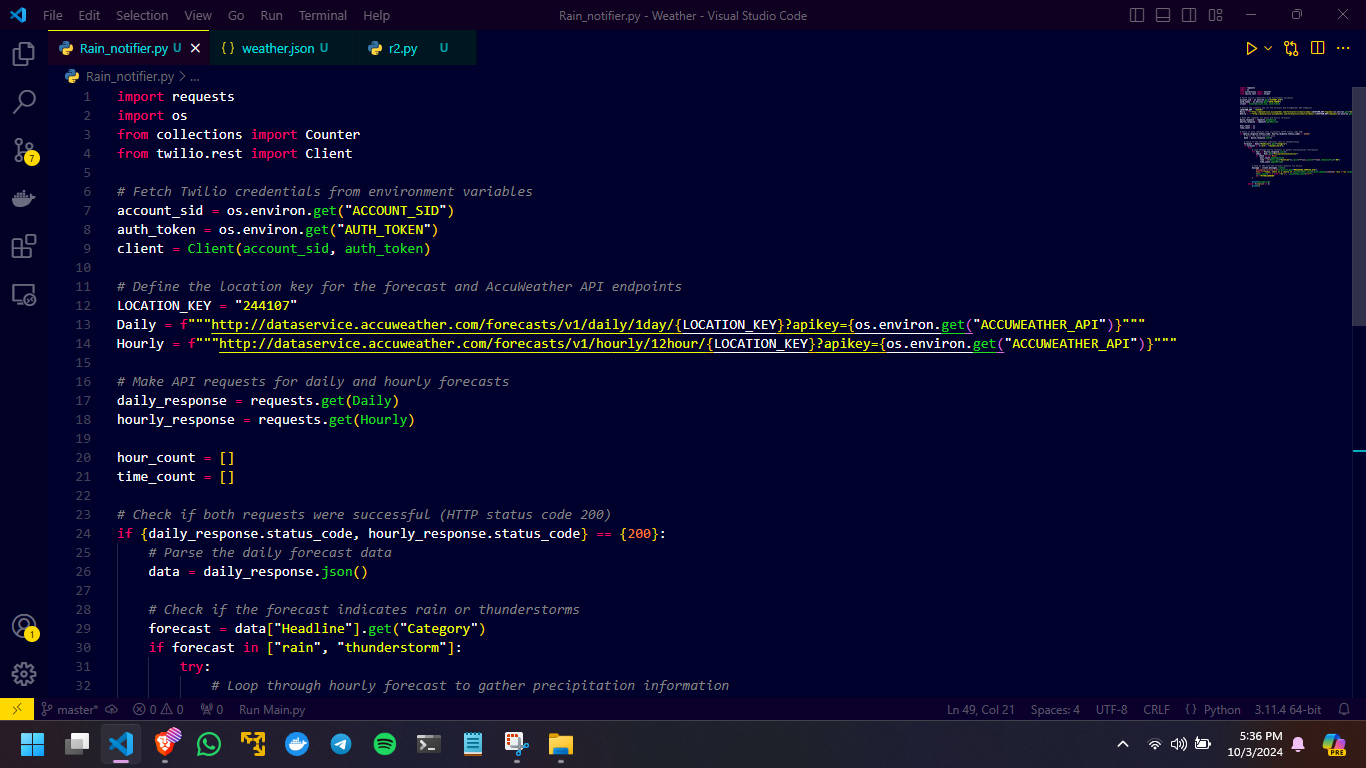 File Edit Selection View Go Run Terminal Help Rain_notifier.py - Weather - Visual Studio Code
Rain_notifier.py U {} weather.json U r2.py U
Rain_notifier.py > ...
1 import requests
2 import os
3 from collections import Counter
4 from twilio.rest import Client
5
6 # Fetch Twilio credentials from environment variables
7 account_sid = os.environ.get("ACCOUNT_SID")
8 auth_token = os.environ.get("AUTH_TOKEN")
9 client = Client(account_sid, auth_token)
10
11 # Define the location key for the forecast and AccuWeather API endpoints
12 LOCATION_KEY = "244107"
13 Daily = f"""http://dataservice.accuweather.com/forecasts/v1/daily/1day/{LOCATION_KEY}?apikey={os.environ.get("ACCUWEATHER_API")}"""
14 Hourly = f"""http://dataservice.accuweather.com/forecasts/v1/hourly/12hour/{LOCATION_KEY}?apikey={os.environ.get("ACCUWEATHER_API")}"""
15
16 # Make API requests for daily and hourly forecasts
17 daily_response = requests.get(Daily)
18 hourly_response = requests.get(Hourly)
19
20 hour_count = []
21 time_count = []
22
23 # Check if both requests were successful (HTTP status code 200)
24 if {daily_response.status_code, hourly_response.status_code} == {200}:
25 # Parse the daily forecast data
26 data = daily_response.json()
27
28 # Check if the forecast indicates rain or thunderstorms
29 forecast = data["Headline"].get("Category")
30 if forecast in ["rain", "thunderstorm"]:
31 try:
32 # Loop through hourly forecast to gather precipitation information
7
1
master* 0 0 0 Run Main.py Ln 49, Col 21 Spaces: 4 UTF-8 CRLF {} Python 3.11.4 64-bit
5:36 PM
10/3/2024
PRE